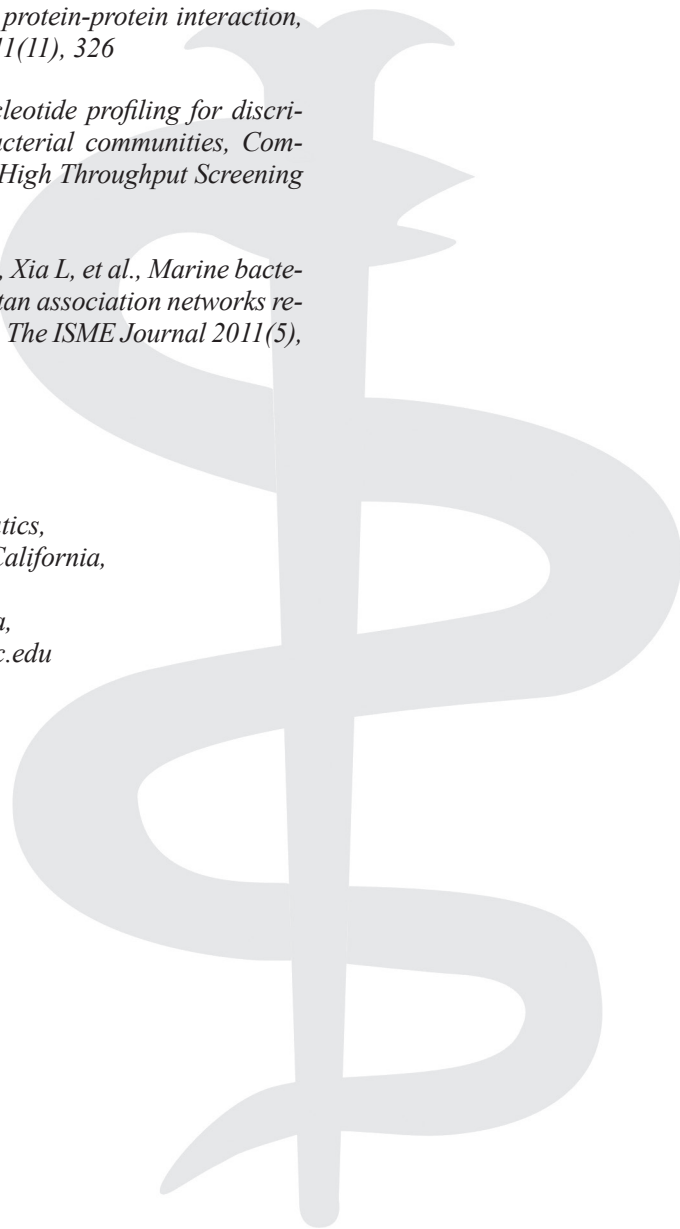 protein-protein interaction,
11(11), 326
cleotide profiling for discri-
acterial communities, Com-
High Throughput Screening
, Xia L, et al., Marine bacte-
tan association networks re-
The ISME Journal 2011(5),
tics,
California,
a,
c.edu